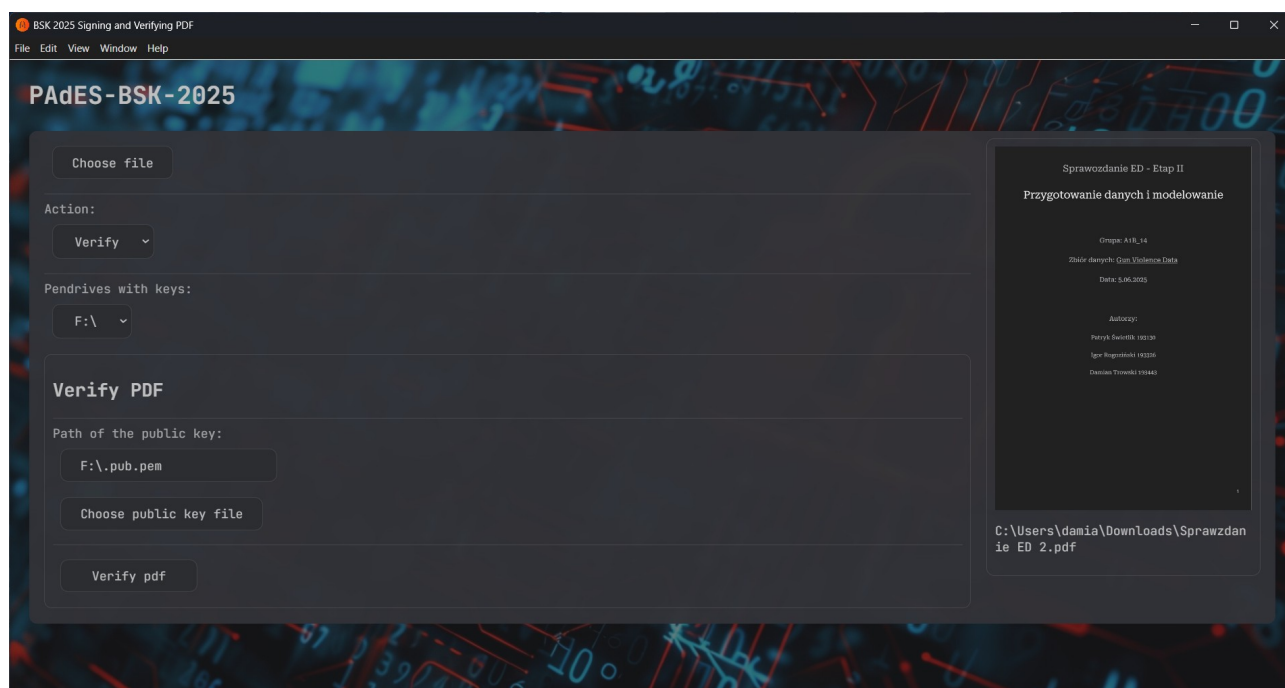 BSK 2025 Signing and Verifying PDF
File Edit View Window Help
PAdES-BSK-2025
Choose file
Action:
Verify
Pendrives with keys:
F:\
Verify PDF
Path of the public key:
F:\.pub.pem
Choose public key file
Verify pdf
Sprawozdanie ED - Etap II
Przygotowanie danych i modelowanie
Grupa: A1B_14
Zbiór danych: Gun Violence Data
Data: 5.06.2025
Autorzy:
Patryk Świetlik 193130
Igor Rogoziński 193326
Damian Trowski 193443
1
C:\Users\damia\Downloads\Sprawzdan
ie ED 2.pdf